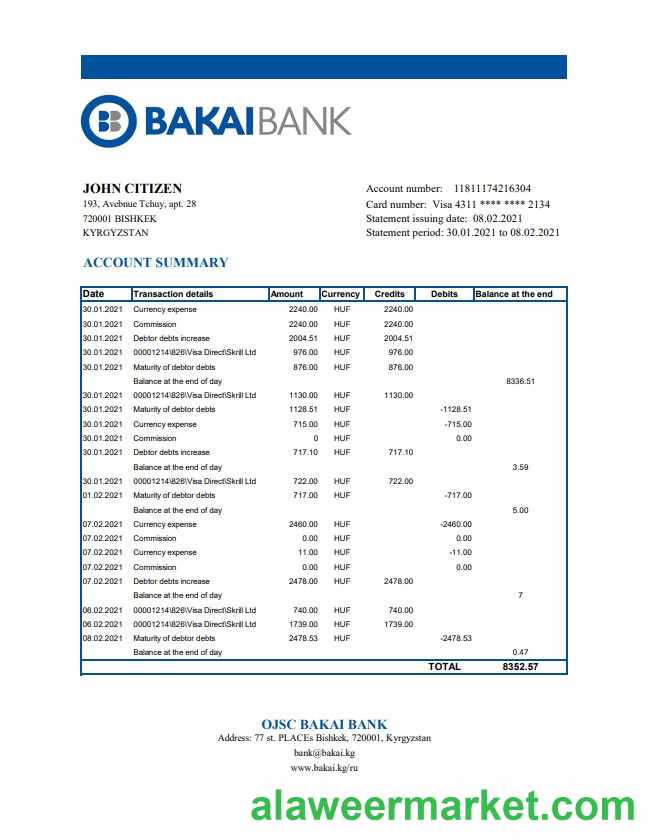 BAKAI BANK
JOHN CITIZEN
193, Avebnue Tchuy, apt. 28
720001 BISHKEK
KYRGYZSTAN
Account number: 11811174216304
Card number: Visa 4311 **** **** 2134
Statement issuing date: 08.02.2021
Statement period: 30.01.2021 to 08.02.2021
ACCOUNT SUMMARY
Date Transaction details Amount Currency Credits Debits Balance at the end
30.01.2021 Currency expense 2240.00 HUF 2240.00
30.01.2021 Commission 2240.00 HUF 2240.00
30.01.2021 Debtor debts increase 2004.51 HUF 2004.51
30.01.2021 00001214\826\Visa Direct\Skrill Ltd 976.00 HUF 976.00
30.01.2021 Maturity of debtor debts 876.00 HUF 876.00
Balance at the end of day 8336.51
30.01.2021 00001214\826\Visa Direct\Skrill Ltd 1130.00 HUF 1130.00
30.01.2021 Maturity of debtor debts 1128.51 HUF -1128.51
30.01.2021 Currency expense 715.00 HUF -715.00
30.01.2021 Commission 0 HUF 0.00
30.01.2021 Debtor debts increase 717.10 HUF 717.10
Balance at the end of day 3.59
30.01.2021 00001214\826\Visa Direct\Skrill Ltd 722.00 HUF 722.00
01.02.2021 Maturity of debtor debts 717.00 HUF -717.00
Balance at the end of day 5.00
07.02.2021 Currency expense 2460.00 HUF -2460.00
07.02.2021 Commission 0.00 HUF 0.00
07.02.2021 Currency expense 11.00 HUF -11.00
07.02.2021 Commission 0.00 HUF 0.00
07.02.2021 Debtor debts increase 2478.00 HUF 2478.00
Balance at the end of day 7
06.02.2021 00001214\826\Visa Direct\Skrill Ltd 740.00 HUF 740.00
06.02.2021 00001214\826\Visa Direct\Skrill Ltd 1739.00 HUF 1739.00
08.02.2021 Maturity of debtor debts 2478.53 HUF -2478.53
Balance at the end of day 0.47
TOTAL 8352.57
OJSC BAKAI BANK
Address: 77 st. PLACEs Bishkek, 720001, Kyrgyzstan
bank@bakai.kg
www.bakai.kg/ru
alaweermarket.com